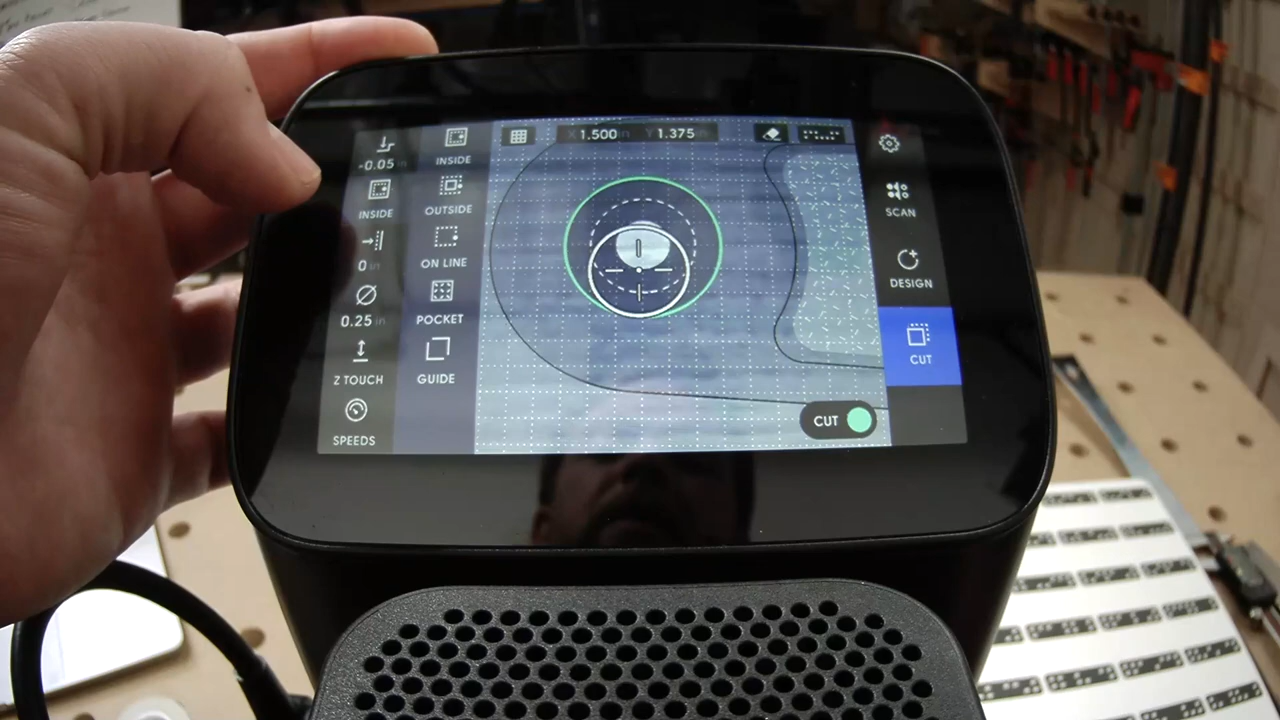 X 1.500 in Y 1.375 in
-0.05 in
INSIDE
0 in
0.25 in
Z TOUCH
SPEEDS
INSIDE
OUTSIDE
ON LINE
POCKET
GUIDE
CUT
SCAN
DESIGN
CUT